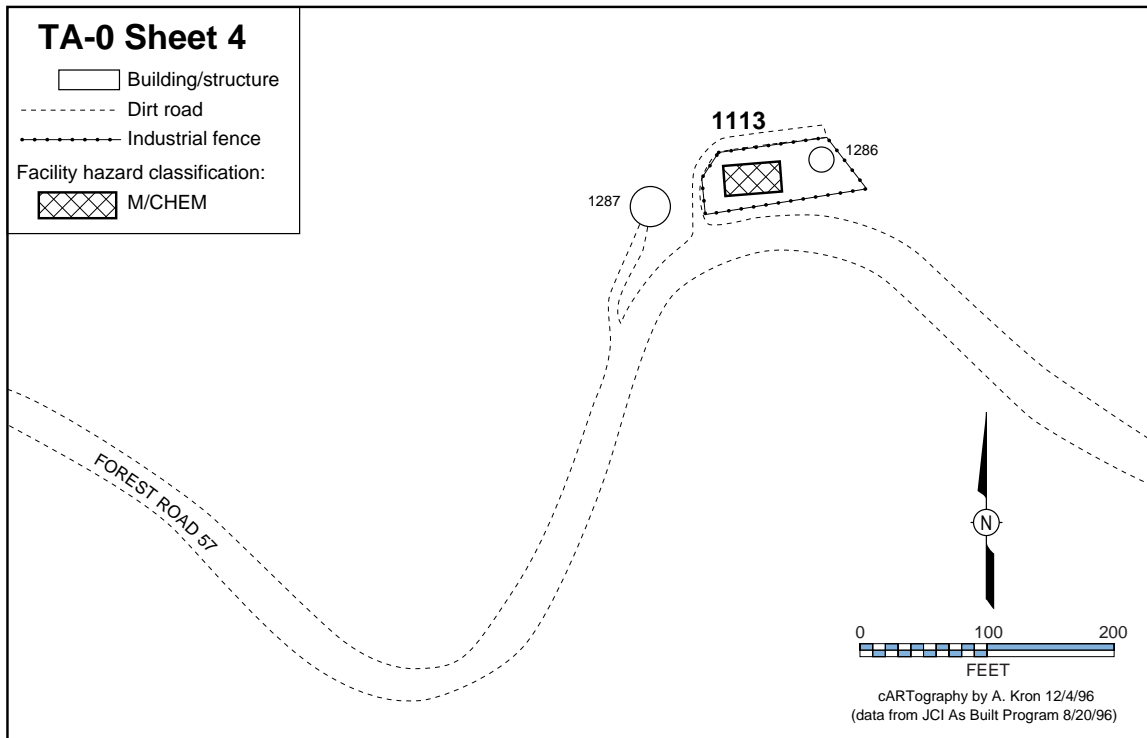 TA-0 Sheet 4
Building/structure
Dirt road
Industrial fence
Facility hazard classification:
M/CHEM
1113
1286
1287
FOREST ROAD 57
N
0 100 200
FEET
cARTography by A. Kron 12/4/96
(data from JCI As Built Program 8/20/96)